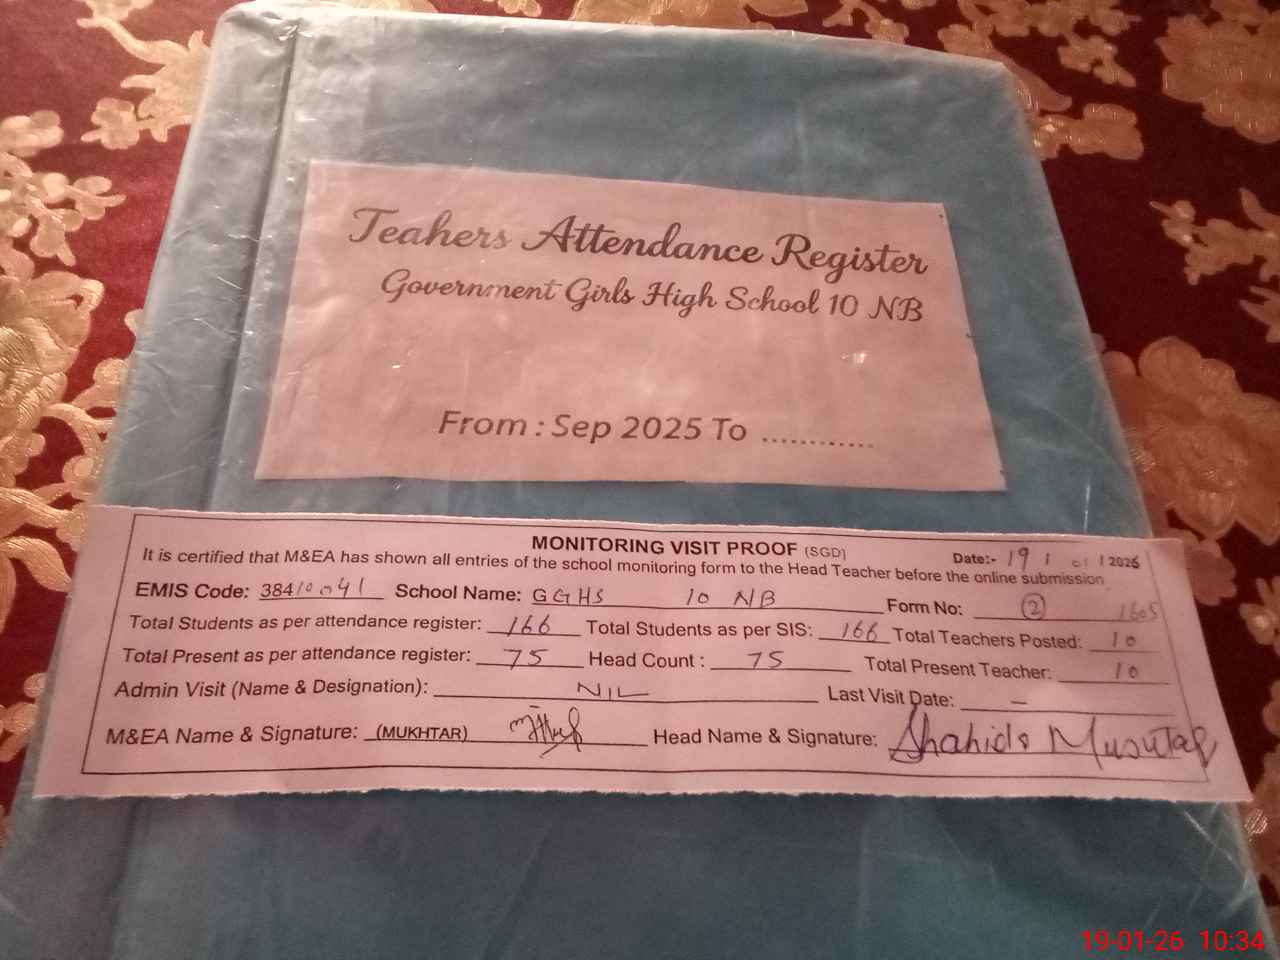 Teahers Attendance Register
Government Girls High School 10 NB
From : Sep 2025 To ............
MONITORING VISIT PROOF (SGD)
Date:- 19 / 01 / 2026
It is certified that M&EA has shown all entries of the school monitoring form to the Head Teacher before the online submission
EMIS Code: 38410041 School Name: GGHS 10 NB Form No: 2 1605
Total Students as per attendance register: 166 Total Students as per SIS: 166 Total Teachers Posted: 10
Total Present as per attendance register: 75 Head Count : 75 Total Present Teacher: 10
Admin Visit (Name & Designation): NIL Last Visit Date: –
M&EA Name & Signature: (MUKHTAR) Head Name & Signature: Shahida
19-01-26 10:34